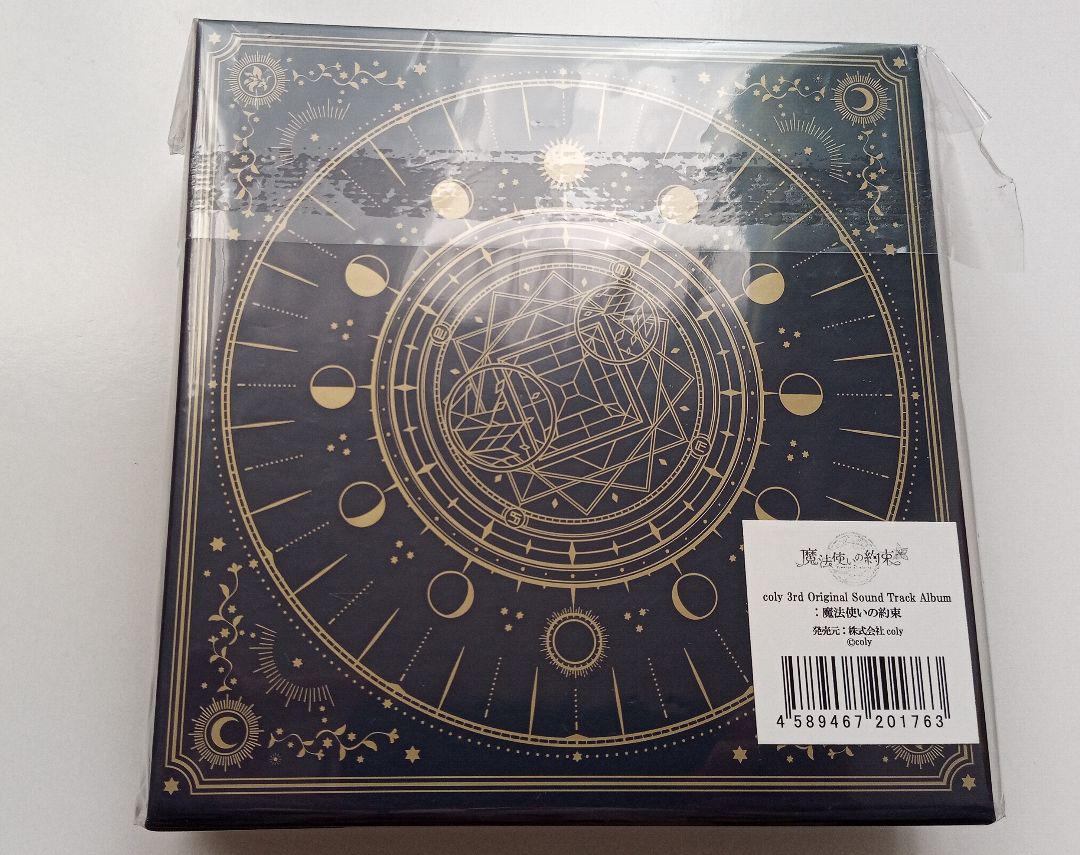 魔法使いの約束
coly 3rd Original Sound Track Album
：魔法使いの約束
発売元：株式会社 coly
©coly
4 589467 201763